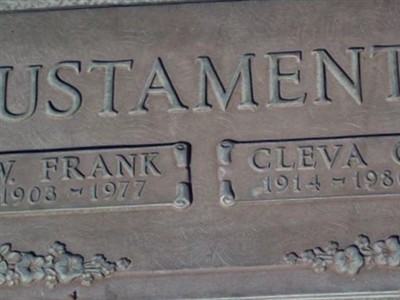 USTAMENT
W. FRANK
1903 - 1977
CLEVA
1914 - 198